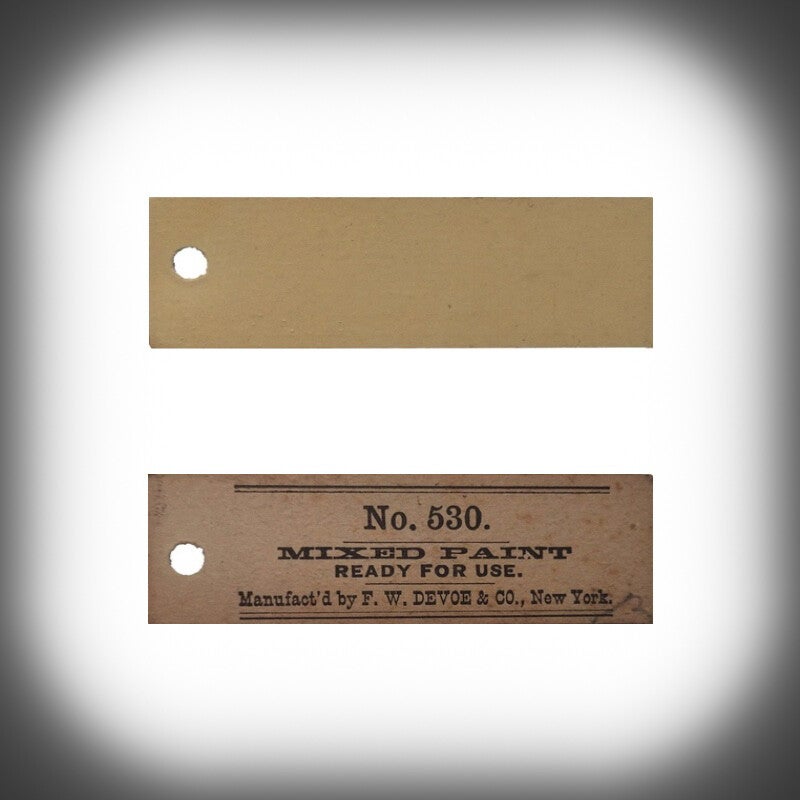 No. 530.
MIXED PAINT
READY FOR USE.
Manufact'd by F. W. DEVOE & CO., New York.